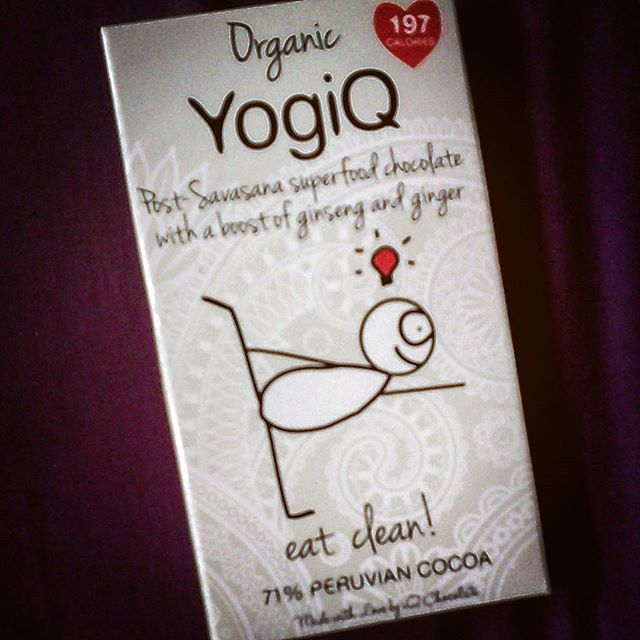 197
CALORIES
Organic
YogiQ
Post-Savasana superfood chocolate
with a boost of ginseng and ginger
eat clean!
71% PERUVIAN COCOA
Made with Love by Chocolate